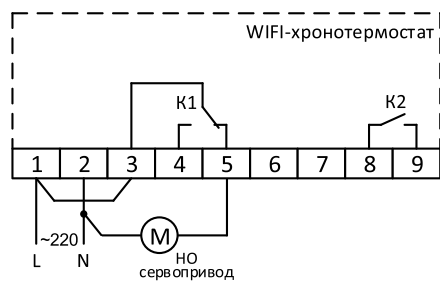 WIFI-хронотермостат
К1
К2
1 2 3 4 5 6 7 8 9
~220
L N
М
НО
сервопривод